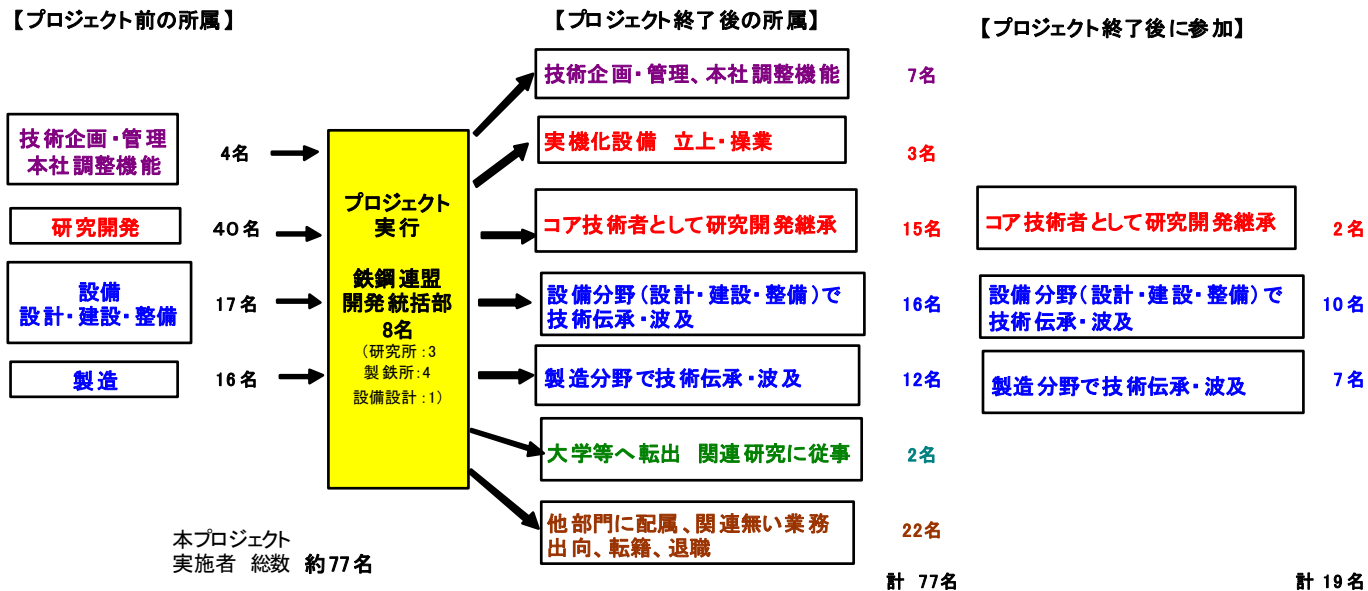 【プロジェクト前の所属】
【プロジェクト終了後の所属】
【プロジェクト終了後に参加】
技術企画・管理
本社調整機能
4名
研究開発
40名
設備
設計・建設・整備
17名
製造
16名
プロジェクト
実行
鉄鋼連盟
開発統括部
8名
(研究所:3
製鉄所:4
設備設計:1)
技術企画・管理、本社調整機能
7名
実機化設備 立上・操業
3名
コア技術者として研究開発継承
15名
設備分野(設計・建設・整備)で
技術伝承・波及
16名
製造分野で技術伝承・波及
12名
大学等へ転出 関連研究に従事
2名
他部門に配属、関連無い業務
出向、転籍、退職
22名
計 77名
コア技術者として研究開発継承
2名
設備分野(設計・建設・整備)で
技術伝承・波及
10名
製造分野で技術伝承・波及
7名
計 19名
本プロジェクト
実施者 総数 約77名